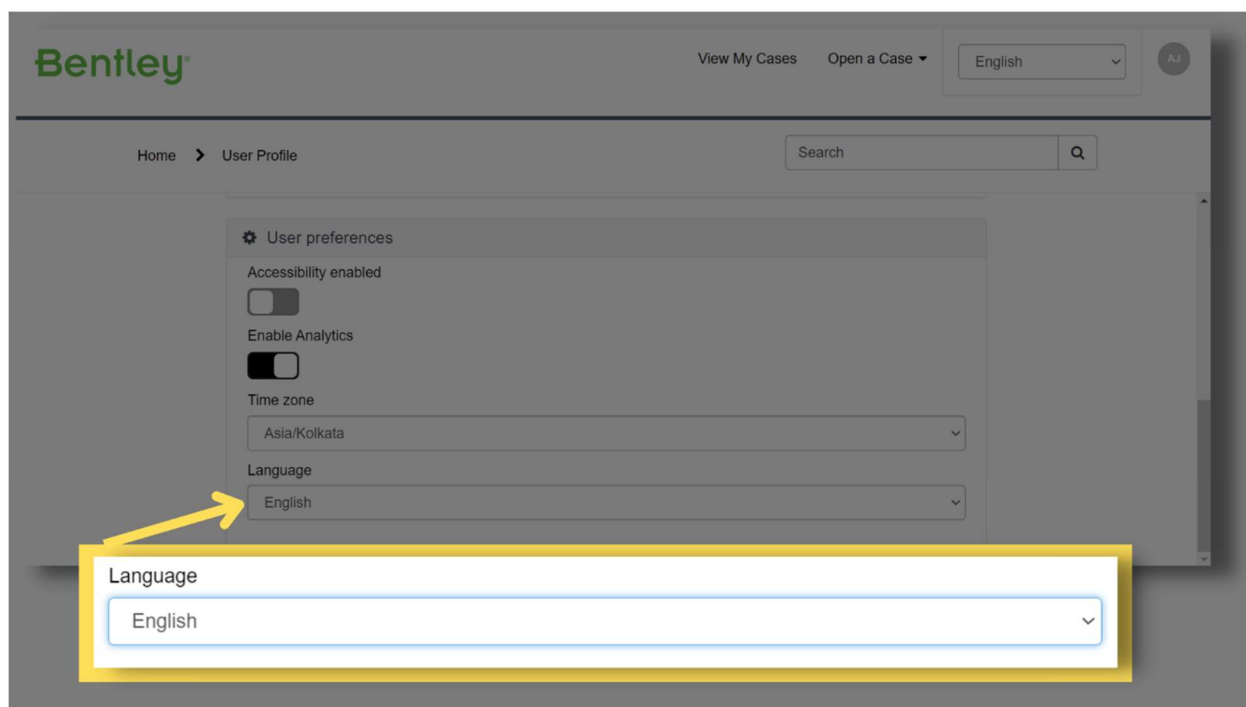 Bentley®
View My Cases Open a Case English AJ
Home User Profile Search
User preferences
Accessibility enabled
Enable Analytics
Time zone
Asia/Kolkata
Language
English
Language
English